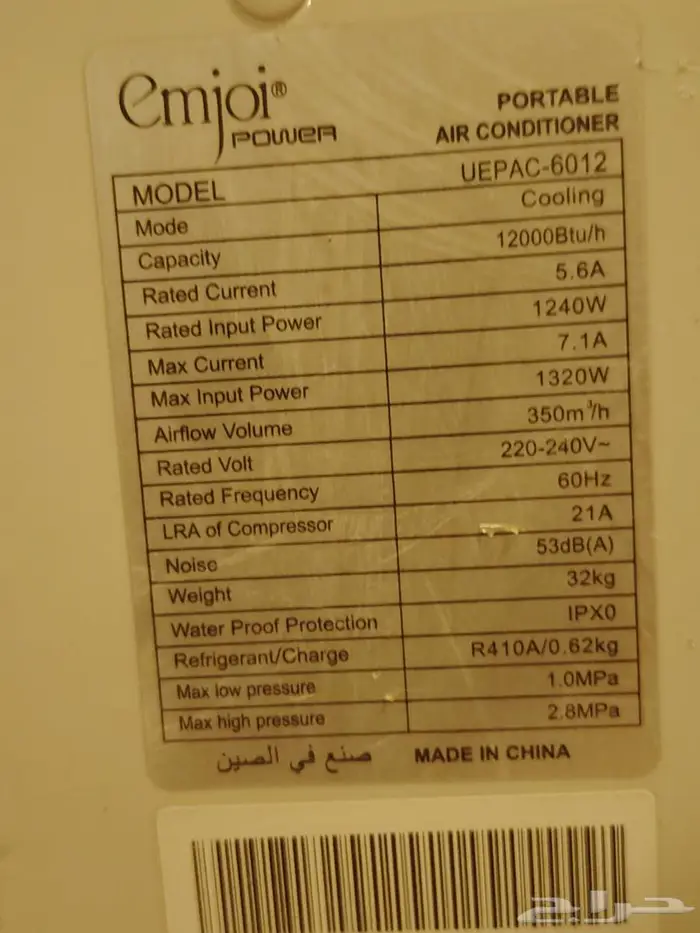 emjoi®
POWER
PORTABLE
AIR CONDITIONER
MODEL UEPAC-6012
Mode Cooling
Capacity 12000Btu/h
Rated Current 5.6A
Rated Input Power 1240W
Max Current 7.1A
Max Input Power 1320W
Airflow Volume 350m³/h
Rated Volt 220-240V~
Rated Frequency 60Hz
LRA of Compressor 21A
Noise 53dB(A)
Weight 32kg
Water Proof Protection IPX0
Refrigerant/Charge R410A/0.62kg
Max low pressure 1.0MPa
Max high pressure 2.8MPa
صنع في الصين MADE IN CHINA
حراج